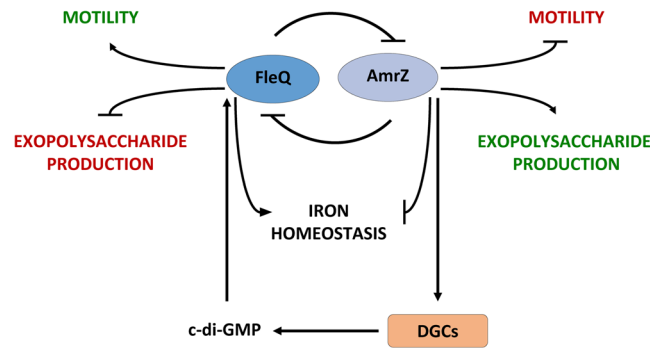 MOTILITY
MOTILITY
FleQ
AmrZ
EXOPOLYSACCHARIDE
PRODUCTION
EXOPOLYSACCHARIDE
PRODUCTION
IRON
HOMEOSTASIS
c-di-GMP
DGCs